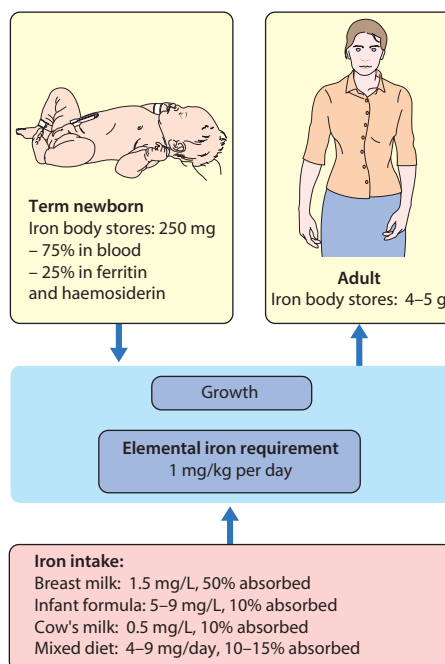 Term newborn
Iron body stores: 250 mg
– 75% in blood
– 25% in ferritin
and haemosiderin
Adult
Iron body stores: 4–5 g
Growth
Elemental iron requirement
1 mg/kg per day
Iron intake:
Breast milk: 1.5 mg/L, 50% absorbed
Infant formula: 5–9 mg/L, 10% absorbed
Cow's milk: 0.5 mg/L, 10% absorbed
Mixed diet: 4–9 mg/day, 10–15% absorbed